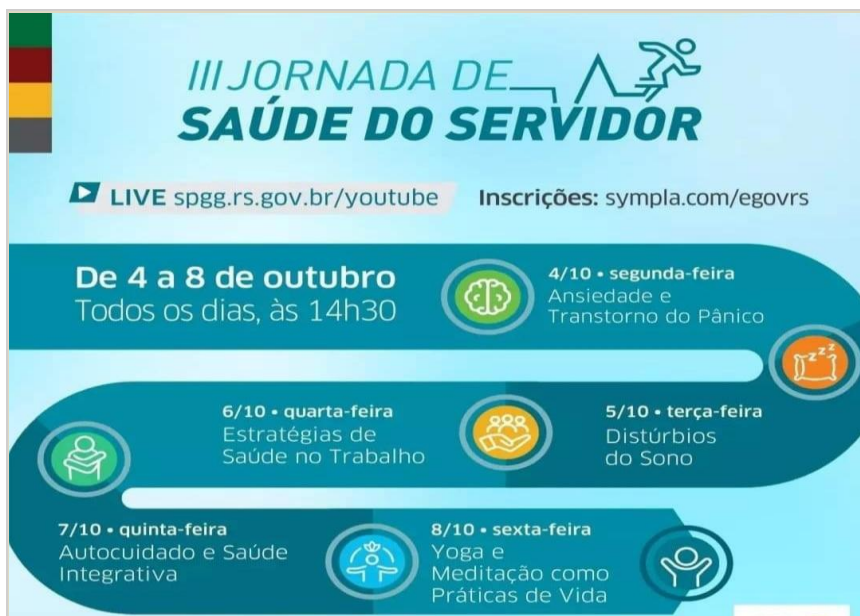 III JORNADA DE
SAÚDE DO SERVIDOR
LIVE spgg.rs.gov.br/youtube
Inscrições: sympla.com/egovrs
De 4 a 8 de outubro
Todos os dias, às 14h30
4/10 • segunda-feira
Ansiedade e
Transtorno do Pânico
zzz
5/10 • terça-feira
Distúrbios
do Sono
6/10 • quarta-feira
Estratégias de
Saúde no Trabalho
7/10 • quinta-feira
Autocuidado e Saúde
Integrativa
8/10 • sexta-feira
Yoga e
Meditação como
Práticas de Vida